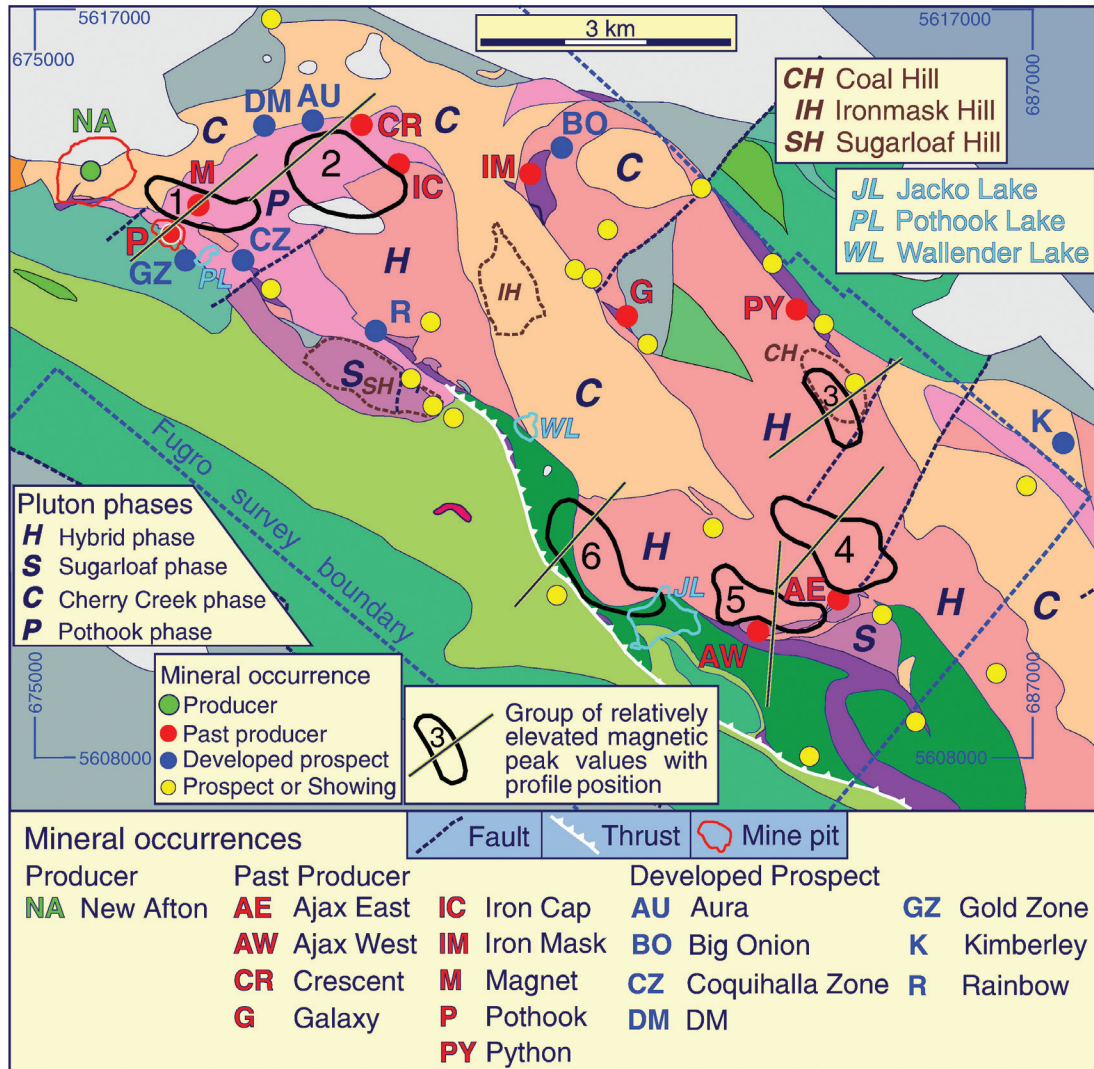 5617000
675000
3 km
5617000
687000
CH Coal Hill
IH Ironmask Hill
SH Sugarloaf Hill
JL Jacko Lake
PL Pothook Lake
WL Wallender Lake
NA
C
DM
AU
CR
C
IM
BO
C
M
1
2
IC
P
P
GZ
PL
CZ
H
IH
G
PY
R
CH
S
SH
3
C
H
K
WL
Fugro survey boundary
6
H
JL
5
AE
4
AW
S
H
C
Pluton phases
H Hybrid phase
S Sugarloaf phase
C Cherry Creek phase
P Pothook phase
675000
5608000
Mineral occurrence
Producer
Past producer
Developed prospect
Prospect or Showing
3
Group of relatively
elevated magnetic
peak values with
profile position
687000
5608000
Mineral occurrences
Fault
Thrust
Mine pit
Producer
NA New Afton
Past Producer
AE Ajax East
AW Ajax West
CR Crescent
G Galaxy
IC Iron Cap
IM Iron Mask
M Magnet
P Pothook
PY Python
Developed Prospect
AU Aura
BO Big Onion
CZ Coquihalla Zone
DM DM
GZ Gold Zone
K Kimberley
R Rainbow